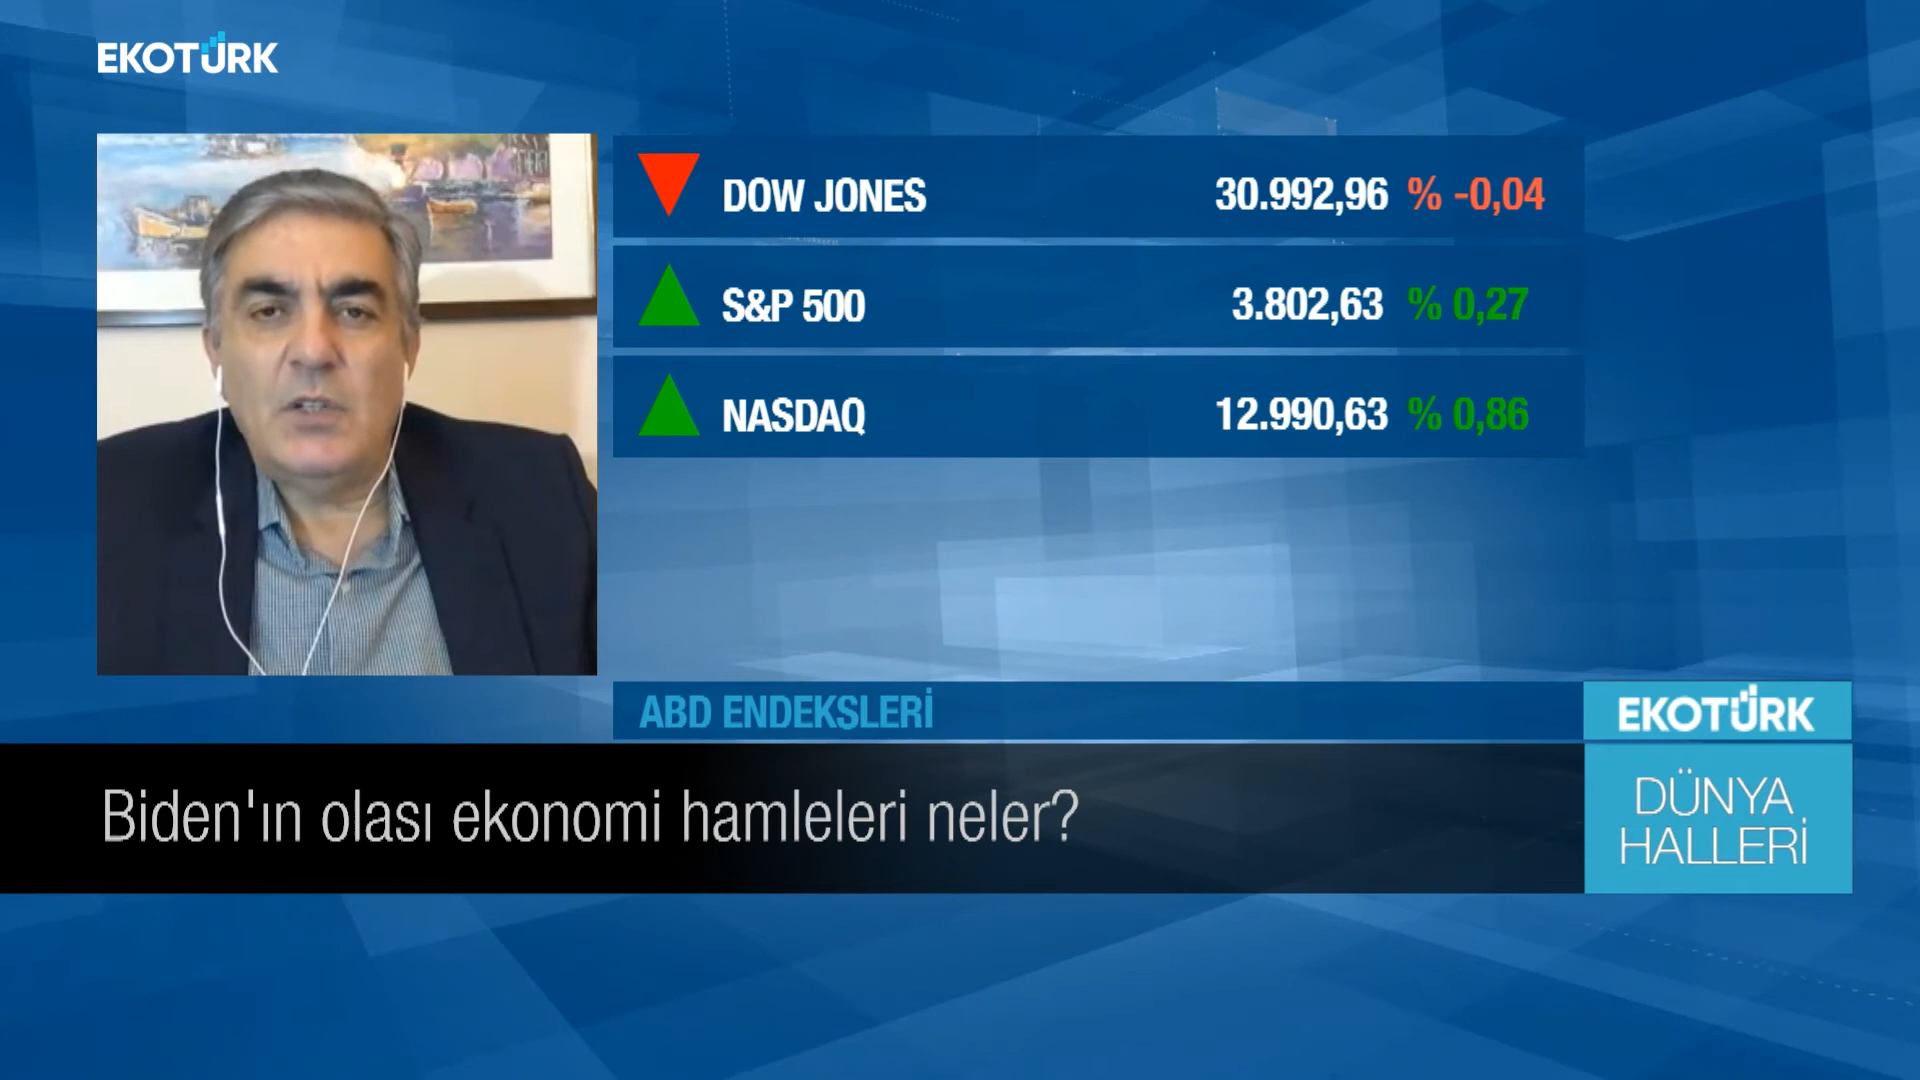 EKOTÜRK
DOW JONES 30.992,96 % -0,04
S&P 500 3.802,63 % 0,27
NASDAQ 12.990,63 % 0,86
ABD ENDEKSLERİ
EKOTÜRK
Biden'ın olası ekonomi hamleleri neler?
DÜNYA
HALLERİ